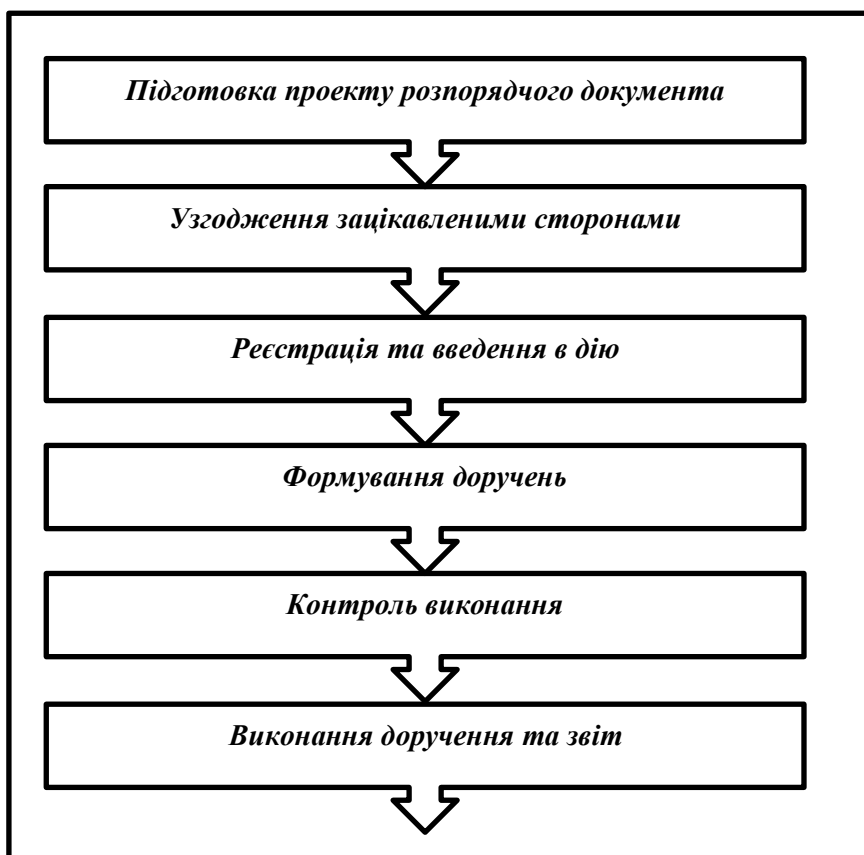 Підготовка проекту розпорядчого документа
Узгодження зацікавленими сторонами
Реєстрація та введення в дію
Формування доручень
Контроль виконання
Виконання доручення та звіт